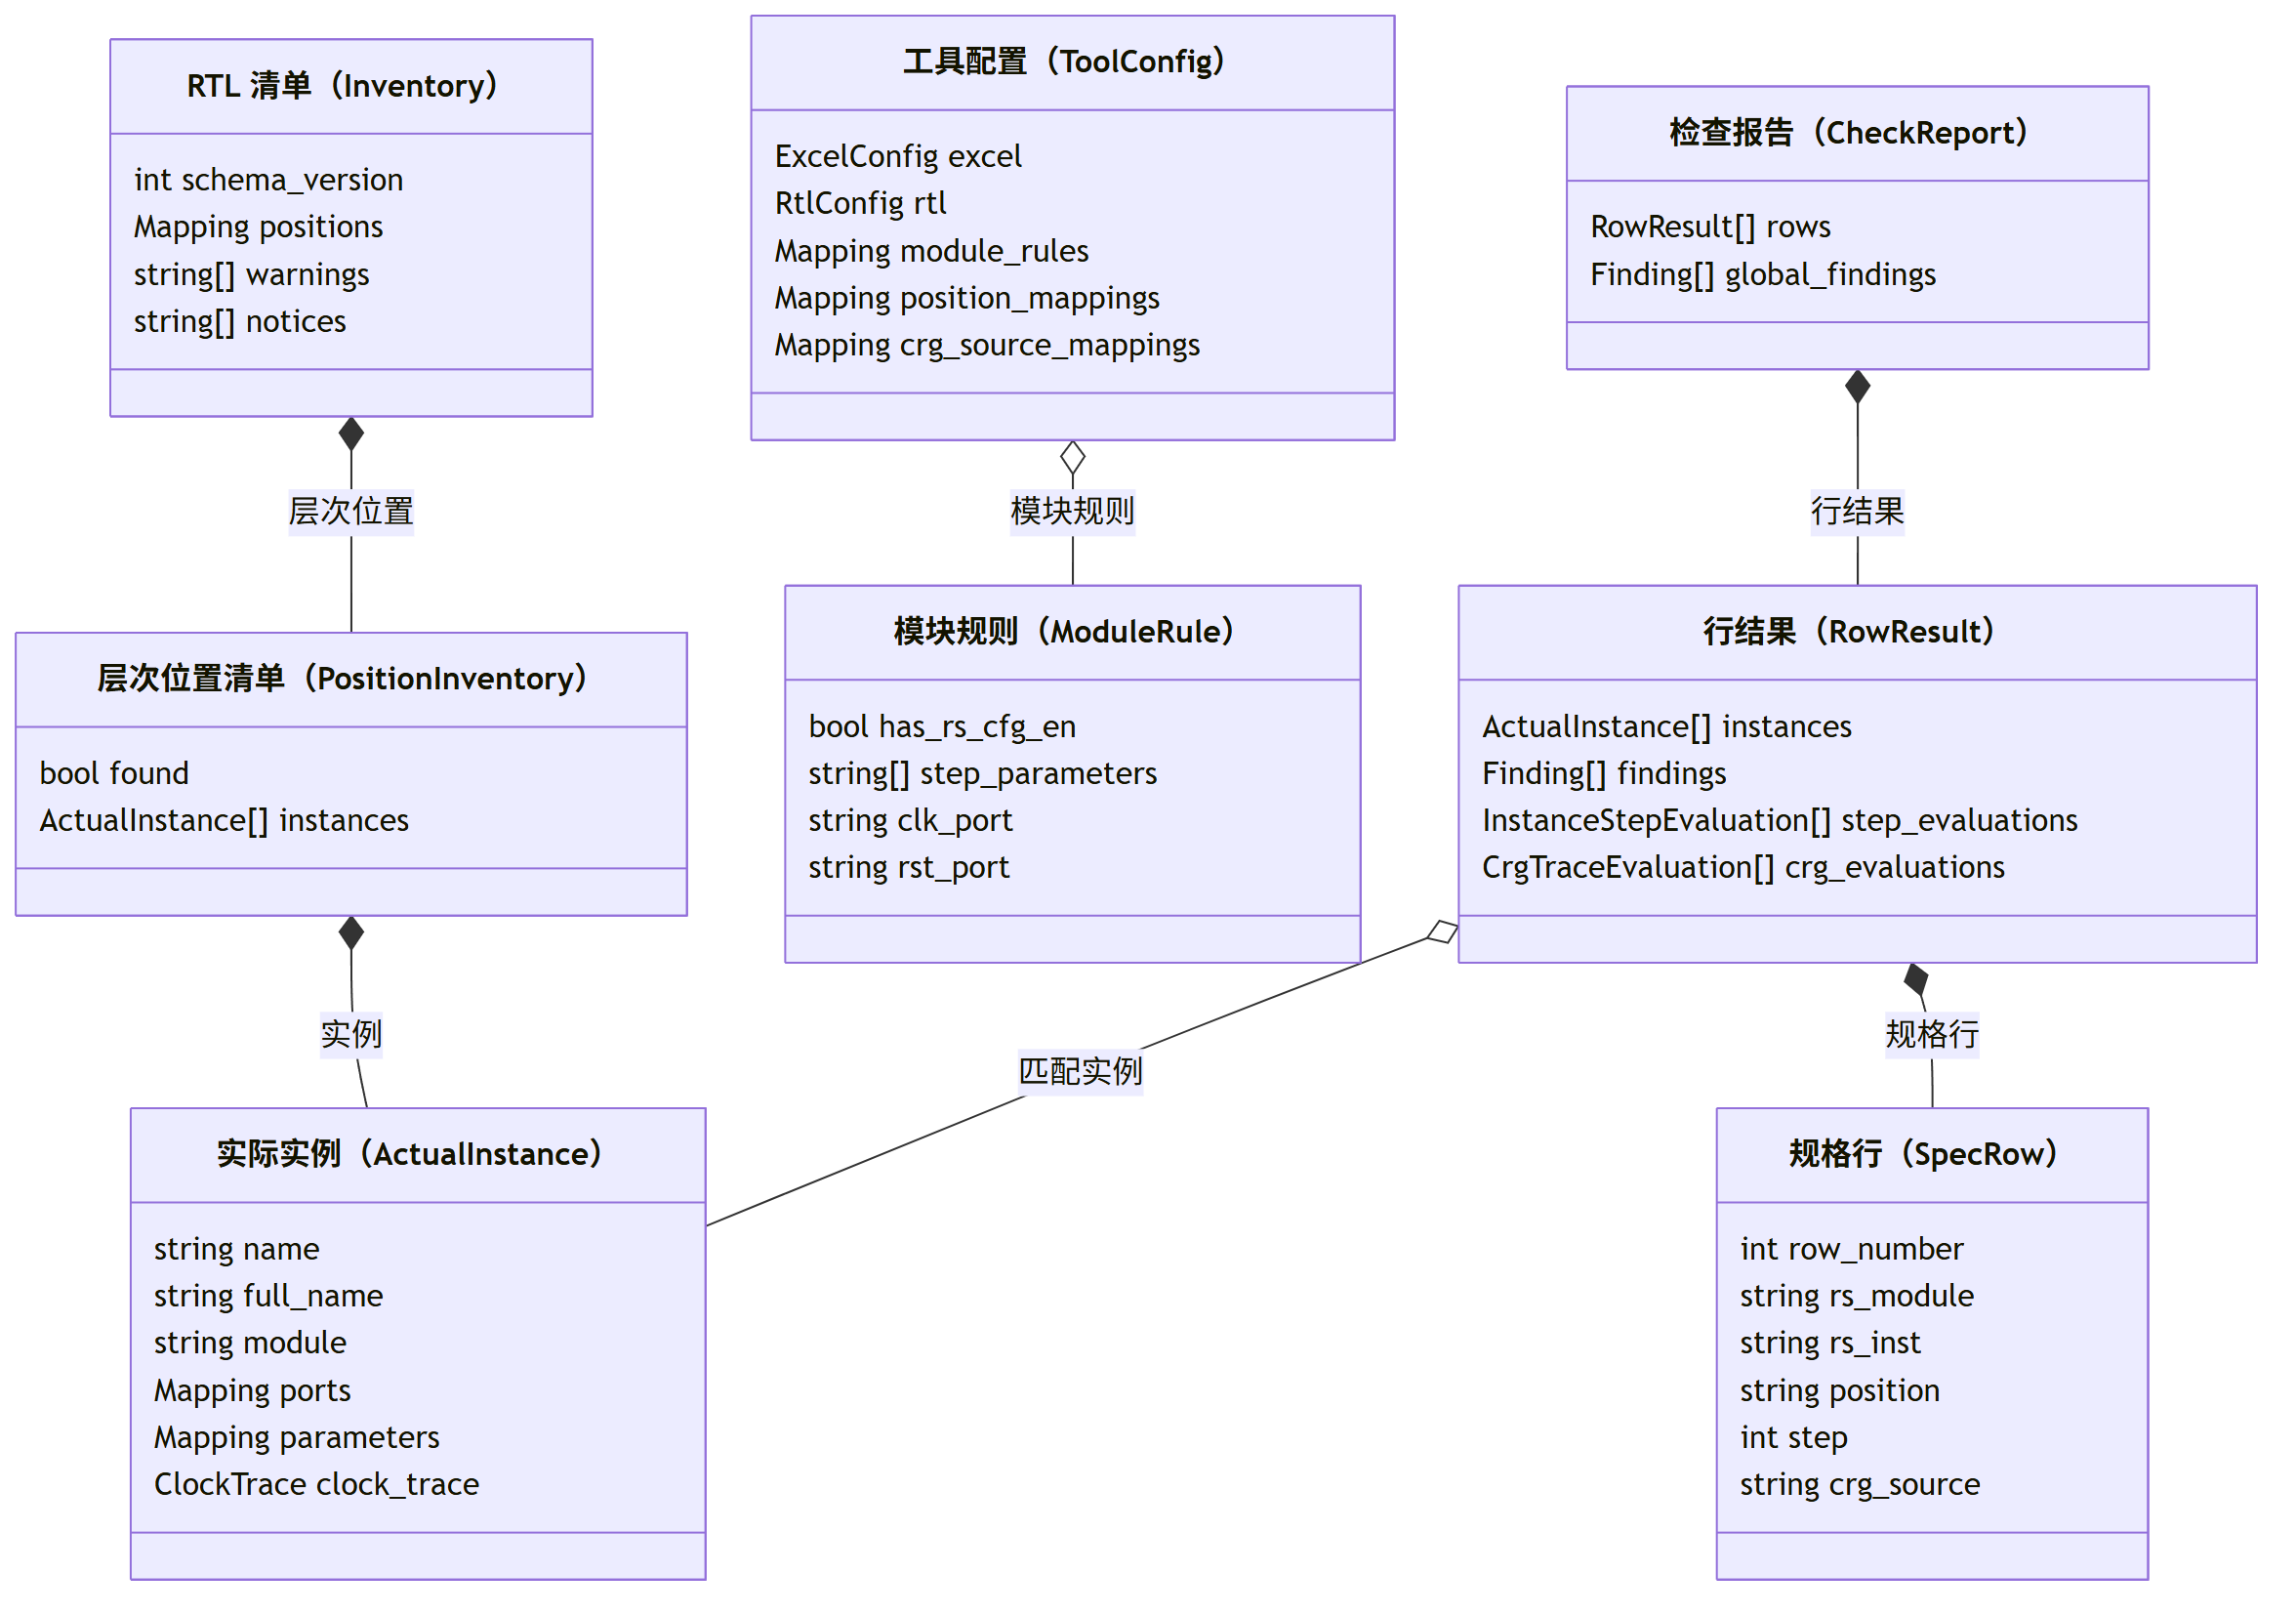 RTL 清单（Inventory）
int schema_version
Mapping positions
string[] warnings
string[] notices
工具配置（ToolConfig）
ExcelConfig excel
RtlConfig rtl
Mapping module_rules
Mapping position_mappings
Mapping crg_source_mappings
检查报告（CheckReport）
RowResult[] rows
Finding[] global_findings
层次位置
模块规则
行结果
层次位置清单（PositionInventory）
bool found
ActualInstance[] instances
模块规则（ModuleRule）
bool has_rs_cfg_en
string[] step_parameters
string clk_port
string rst_port
行结果（RowResult）
ActualInstance[] instances
Finding[] findings
InstanceStepEvaluation[] step_evaluations
CrgTraceEvaluation[] crg_evaluations
实例
匹配实例
规格行
实际实例（ActualInstance）
string name
string full_name
string module
Mapping ports
Mapping parameters
ClockTrace clock_trace
规格行（SpecRow）
int row_number
string rs_module
string rs_inst
string position
int step
string crg_source